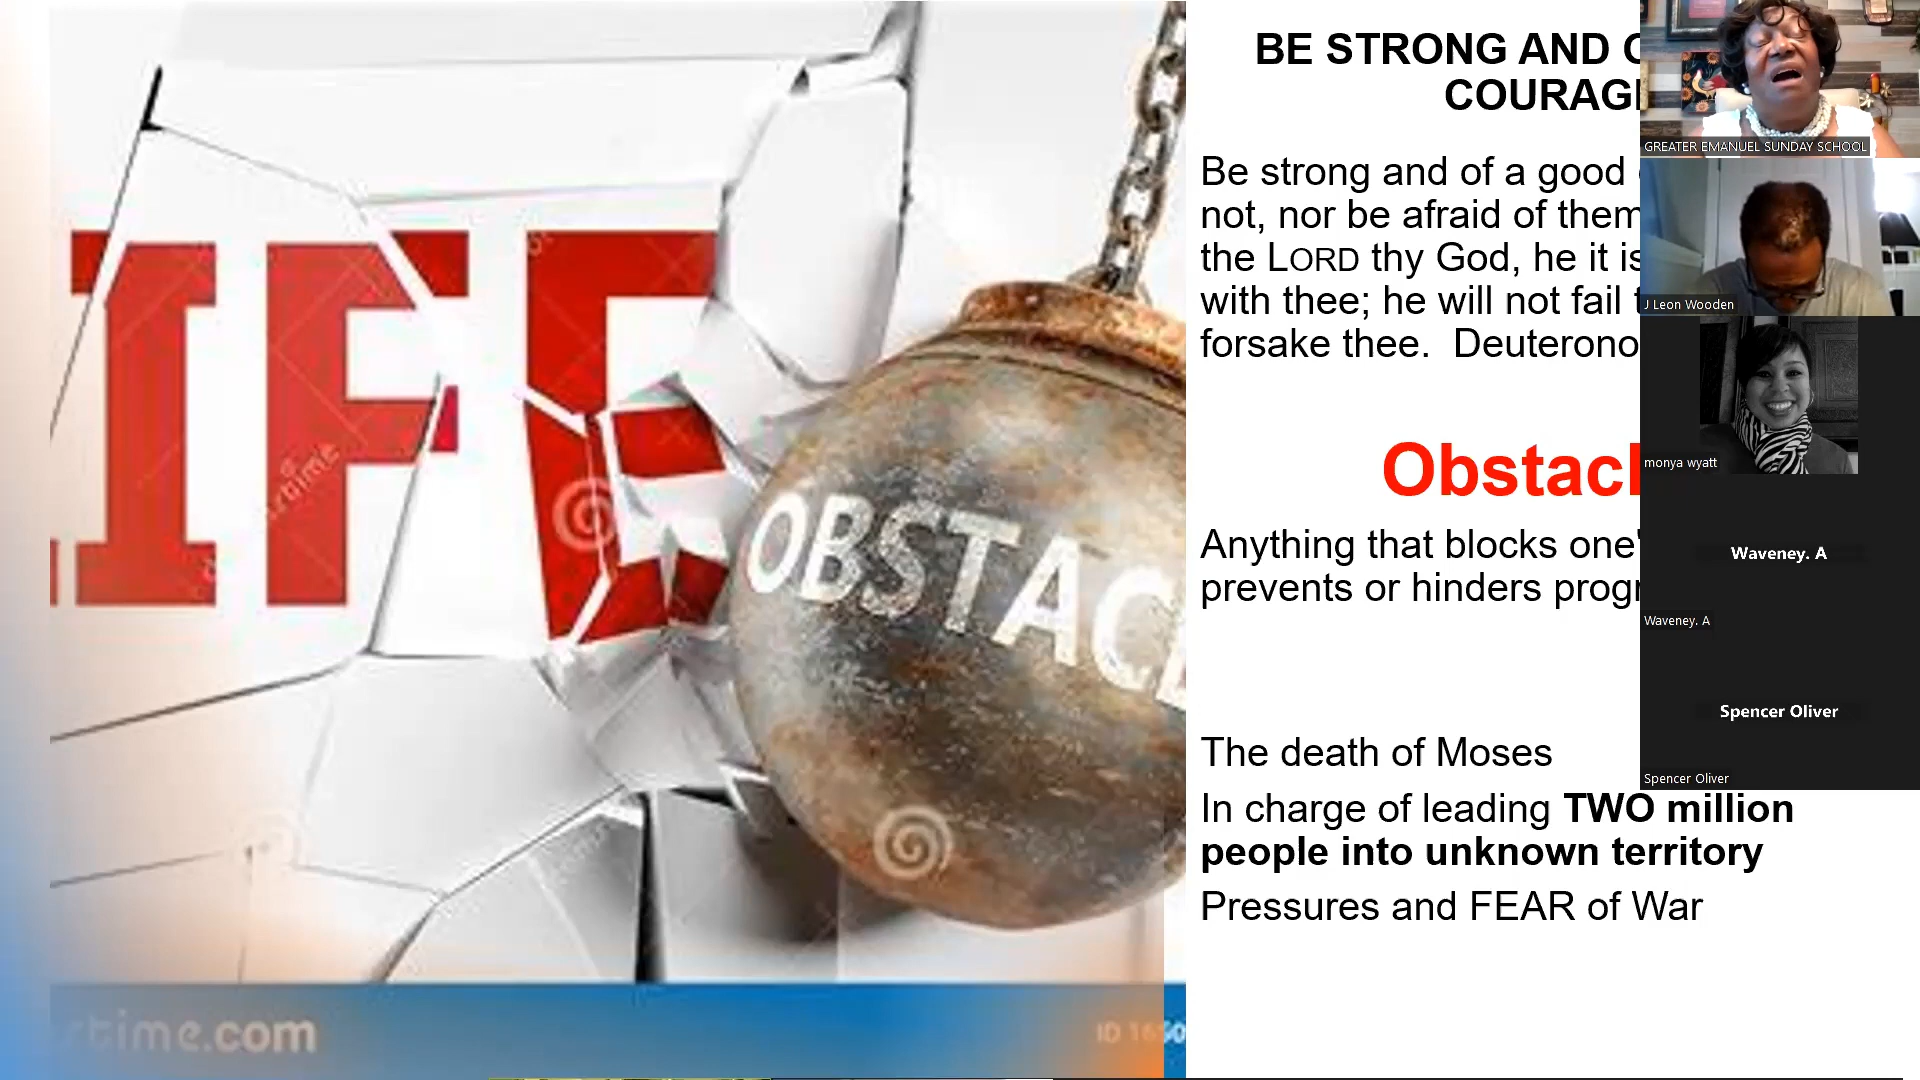 IFE
OBSTAC
BE STRONG AND
COURAG
Be strong and of a good
not, nor be afraid of them
the LORD thy God, he it is
with thee; he will not fail
forsake thee. Deuterono
Obstac
Anything that blocks one'
prevents or hinders prog
The death of Moses
In charge of leading TWO million
people into unknown territory
Pressures and FEAR of War
GREATER EMANUEL SUNDAY SCHOOL
J Leon Wooden
monya wyatt
Waveney. A
Waveney. A
Spencer Oliver
Spencer Oliver
time.com